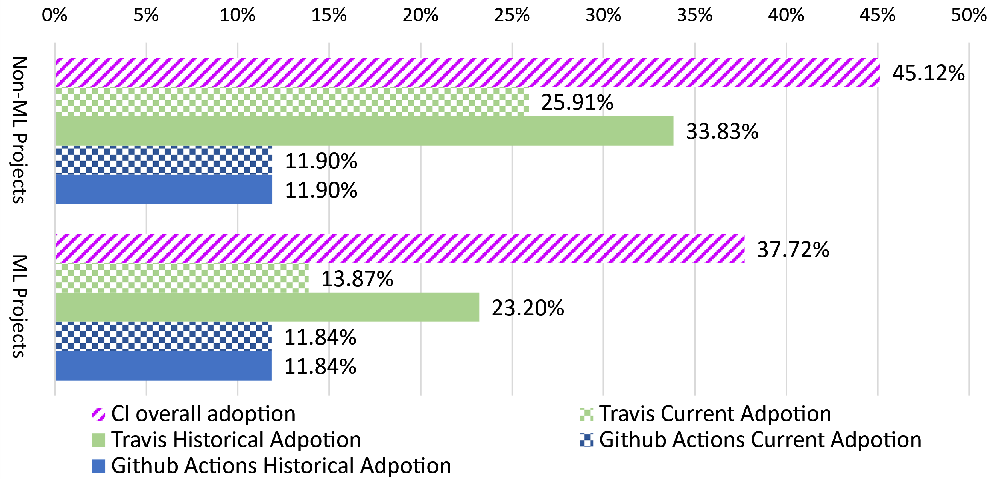 0% 5% 10% 15% 20% 25% 30% 35% 40% 45% 50%
Non-ML Projects
45.12%
25.91%
33.83%
11.90%
11.90%
ML Projects
37.72%
13.87%
23.20%
11.84%
11.84%
CI overall adoption
Travis Current Adpotion
Travis Historical Adpotion
Github Actions Current Adpotion
Github Actions Historical Adpotion